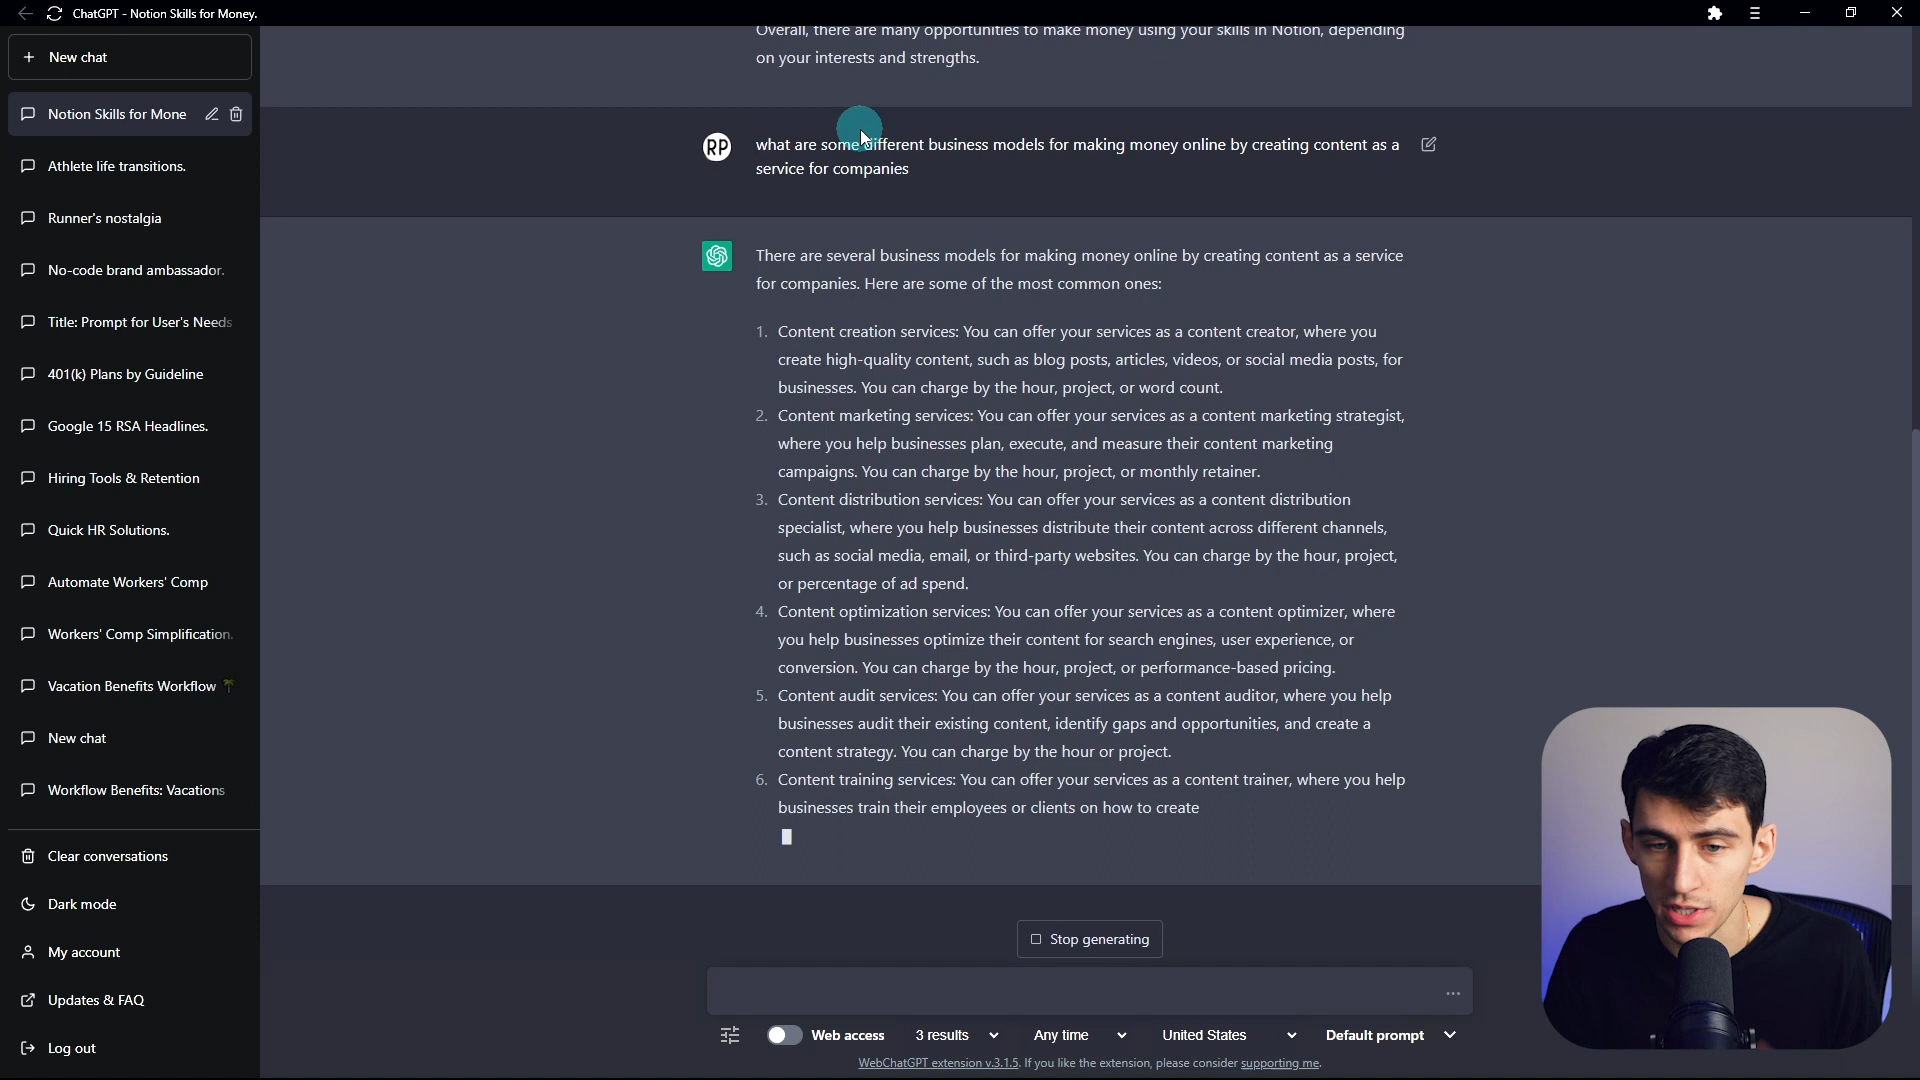 ChatGPT - Notion Skills for Money.
New chat
Notion Skills for Mone
Athlete life transitions.
Runner's nostalgia
No-code brand ambassador.
Title: Prompt for User's Needs
401(k) Plans by Guideline
Google 15 RSA Headlines.
Hiring Tools & Retention
Quick HR Solutions.
Automate Workers' Comp
Workers' Comp Simplification.
Vacation Benefits Workflow
New chat
Workflow Benefits: Vacations
Clear conversations
Dark mode
My account
Updates & FAQ
Log out
Overall, there are many opportunities to make money using your skills in Notion, depending
on your interests and strengths.
RP
what are some different business models for making money online by creating content as a
service for companies
There are several business models for making money online by creating content as a service
for companies. Here are some of the most common ones:
1. Content creation services: You can offer your services as a content creator, where you
create high-quality content, such as blog posts, articles, videos, or social media posts, for
businesses. You can charge by the hour, project, or word count.
2. Content marketing services: You can offer your services as a content marketing strategist,
where you help businesses plan, execute, and measure their content marketing
campaigns. You can charge by the hour, project, or monthly retainer.
3. Content distribution services: You can offer your services as a content distribution
specialist, where you help businesses distribute their content across different channels,
such as social media, email, or third-party websites. You can charge by the hour, project,
or percentage of ad spend.
4. Content optimization services: You can offer your services as a content optimizer, where
you help businesses optimize their content for search engines, user experience, or
conversion. You can charge by the hour, project, or performance-based pricing.
5. Content audit services: You can offer your services as a content auditor, where you help
businesses audit their existing content, identify gaps and opportunities, and create a
content strategy. You can charge by the hour or project.
6. Content training services: You can offer your services as a content trainer, where you help
businesses train their employees or clients on how to create
Stop generating
Web access 3 results Any time United States Default prompt
WebChatGPT extension v.3.1.5. If you like the extension, please consider supporting me.